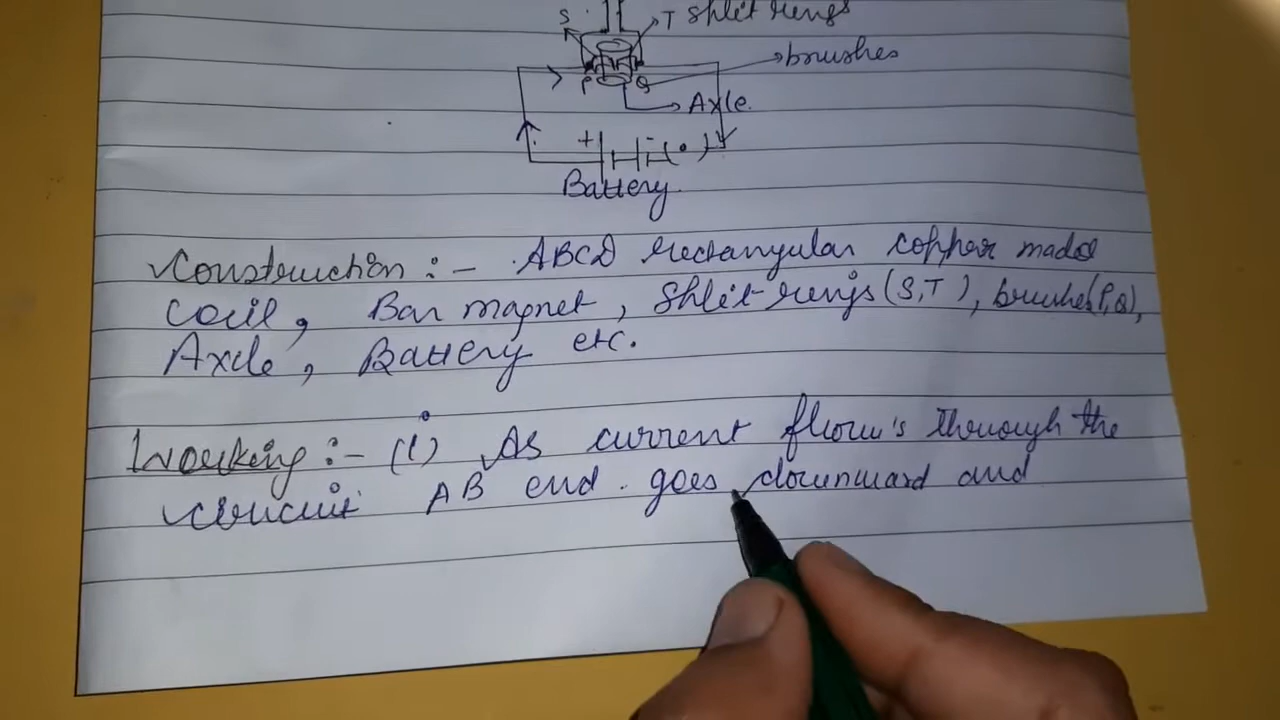 S T Split rings
brushes
P Q
Axle
+ - ( • )
Battery
Construction :- ABCD rectangular copper made
coil, Bar magnet, Split rings (S,T), brushes(P,Q),
Axle, Battery etc.
Working :- (i) As current flow's through the
circuit AB end goes downward and